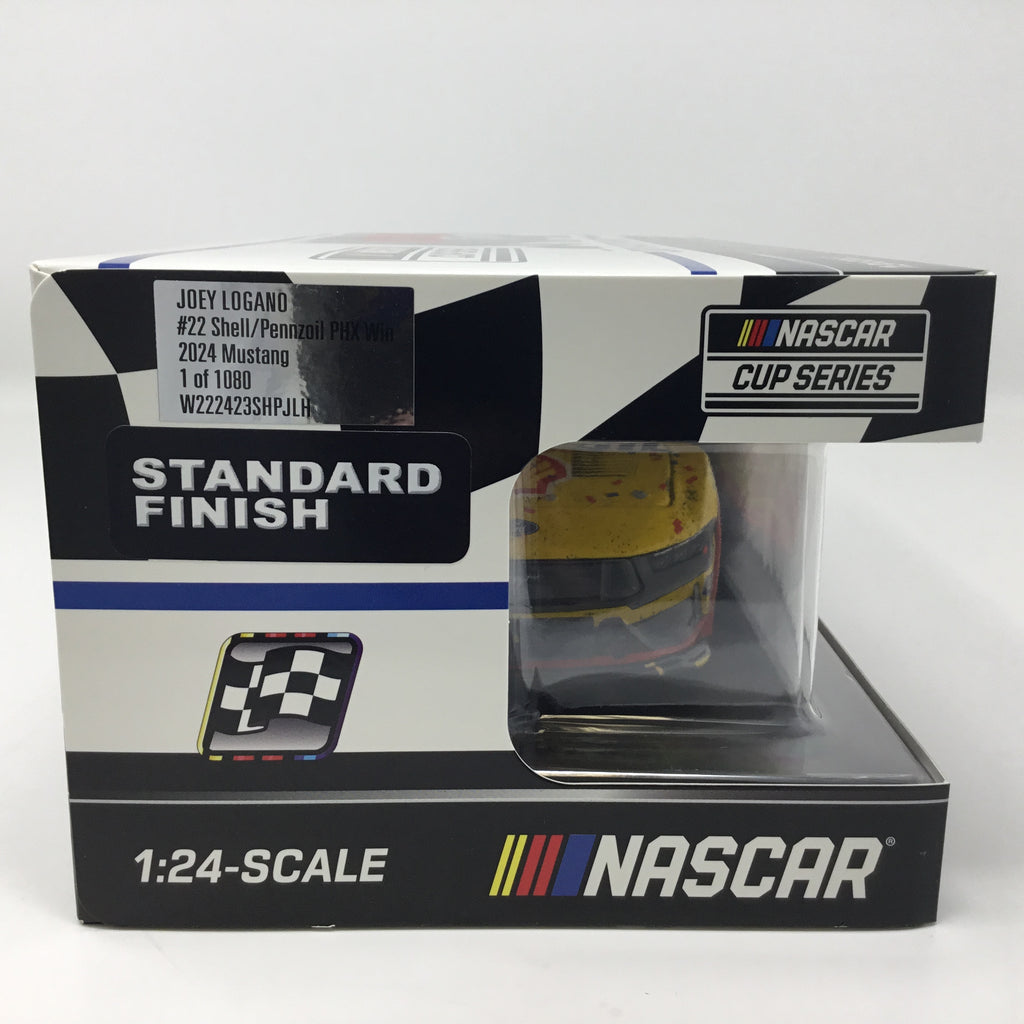 JOEY LOGANO
#22 Shell/Pennzoil PHX Win
2024 Mustang
1 of 1080
W222423SHPJLH
NASCAR
CUP SERIES
STANDARD
FINISH
1:24-SCALE
NASCAR®